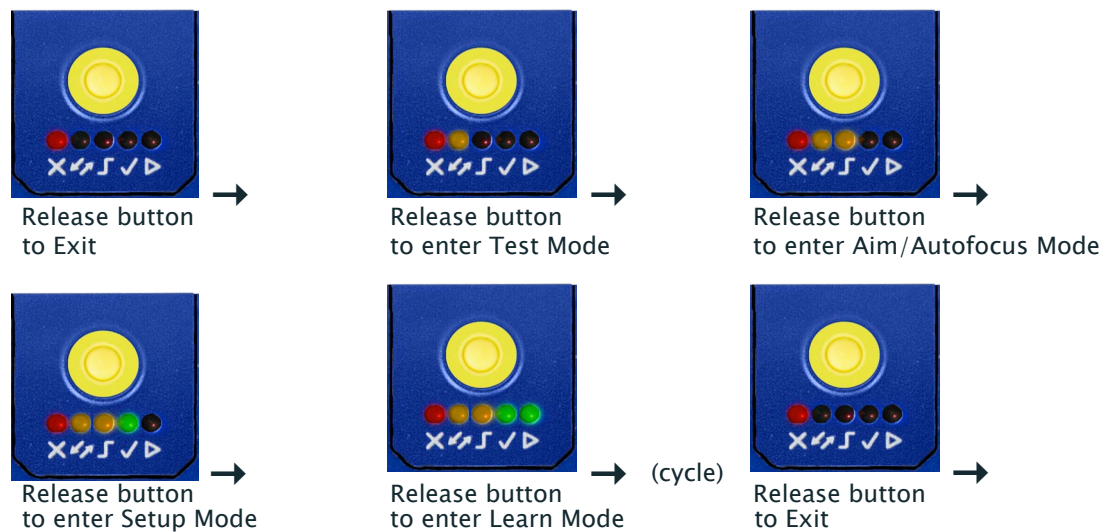 Release button
to Exit
→
Release button
to enter Test Mode
→
Release button
to enter Aim/Autofocus Mode
→
Release button
to enter Setup Mode
→
Release button
to enter Learn Mode
→
(cycle)
Release button
to Exit
→